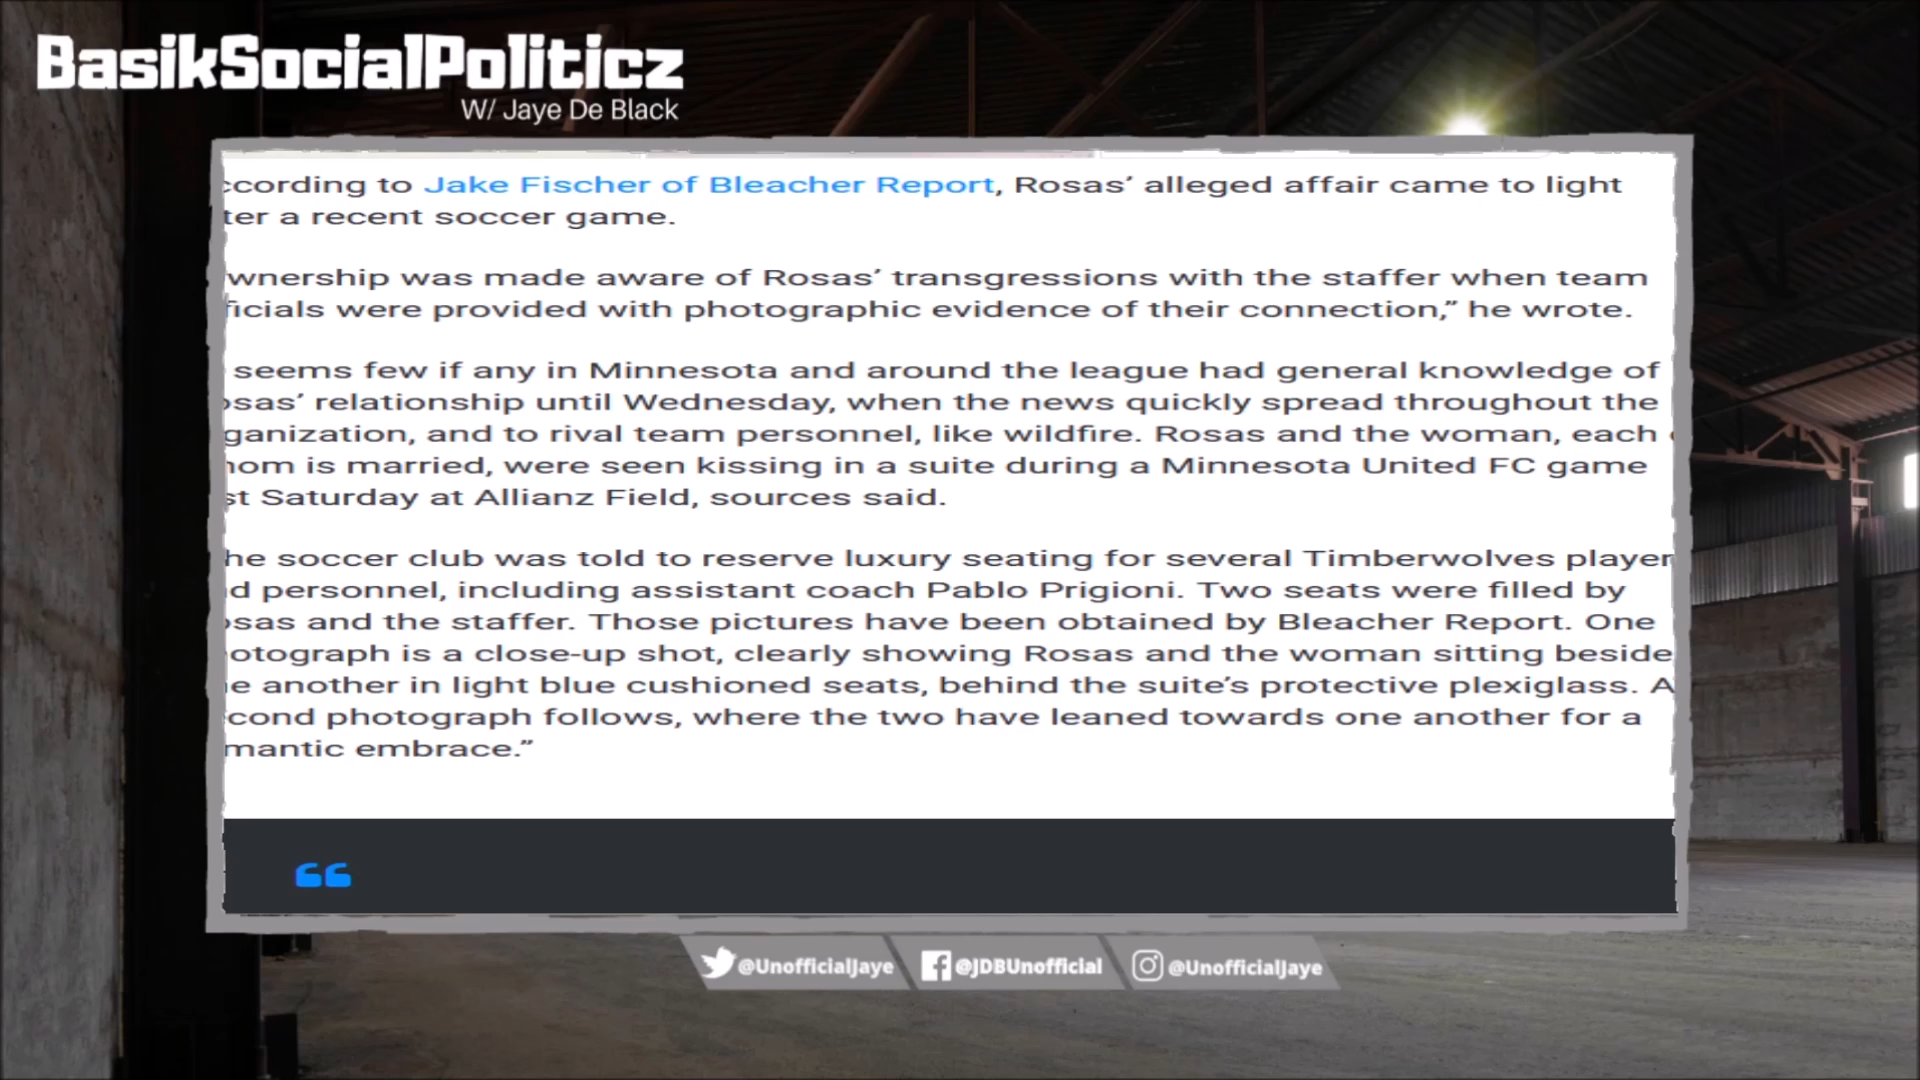 BasikSocialPoliticz
W/ Jaye De Black
ccording to Jake Fischer of Bleacher Report, Rosas’ alleged affair came to light
ter a recent soccer game.
wnership was made aware of Rosas’ transgressions with the staffer when team
ficials were provided with photographic evidence of their connection,” he wrote.
seems few if any in Minnesota and around the league had general knowledge of
osas’ relationship until Wednesday, when the news quickly spread throughout the
ganization, and to rival team personnel, like wildfire. Rosas and the woman, each
hom is married, were seen kissing in a suite during a Minnesota United FC game
st Saturday at Allianz Field, sources said.
he soccer club was told to reserve luxury seating for several Timberwolves player
d personnel, including assistant coach Pablo Prigioni. Two seats were filled by
osas and the staffer. Those pictures have been obtained by Bleacher Report. One
otograph is a close-up shot, clearly showing Rosas and the woman sitting beside
e another in light blue cushioned seats, behind the suite’s protective plexiglass. A
cond photograph follows, where the two have leaned towards one another for a
mantic embrace.”
“
@UnofficialJaye @JDBUnofficial @UnofficialJaye